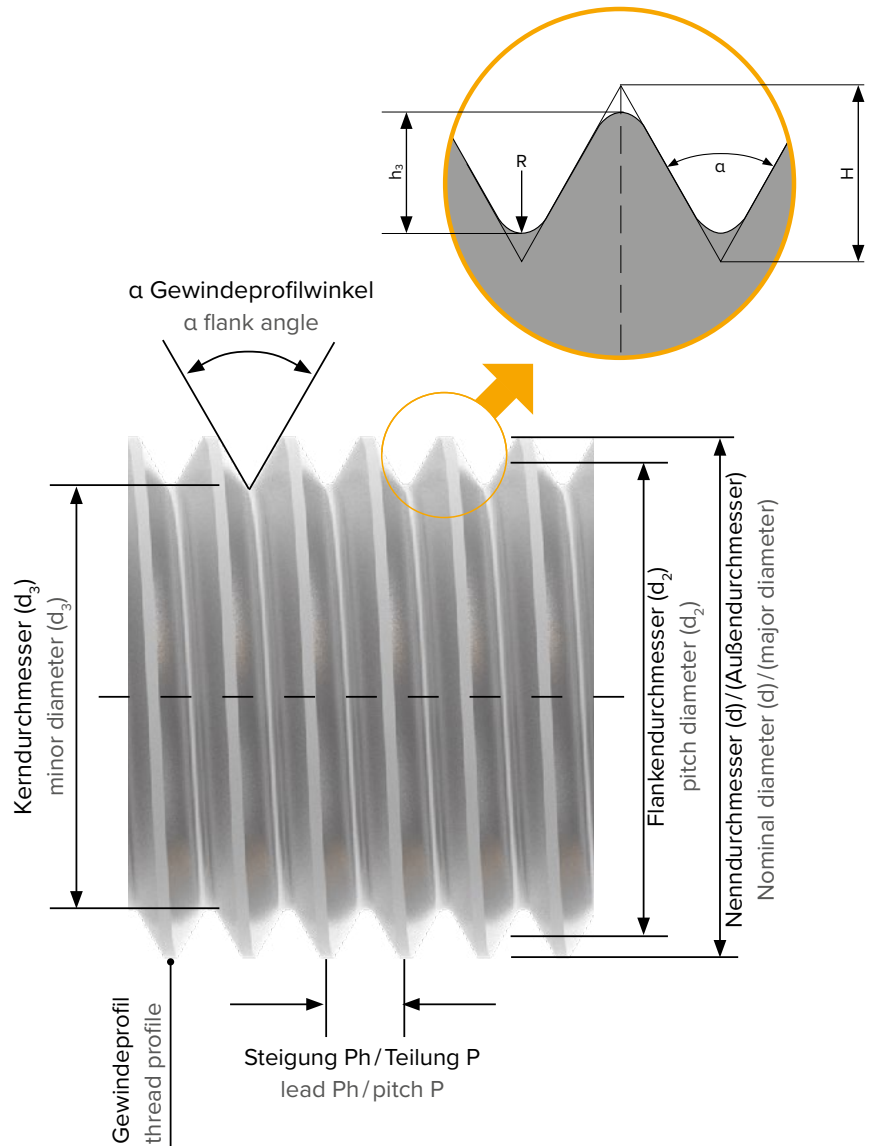 h₃
R
α
H
α Gewindeprofilwinkel
α flank angle
Kerndurchmesser (d₃)
minor diameter (d₃)
Flankendurchmesser (d₂)
pitch diameter (d₂)
Nenndurchmesser (d) / (Außendurchmesser)
Nominal diameter (d) / (major diameter)
Gewindeprofil
thread profile
Steigung Ph / Teilung P
lead Ph / pitch P